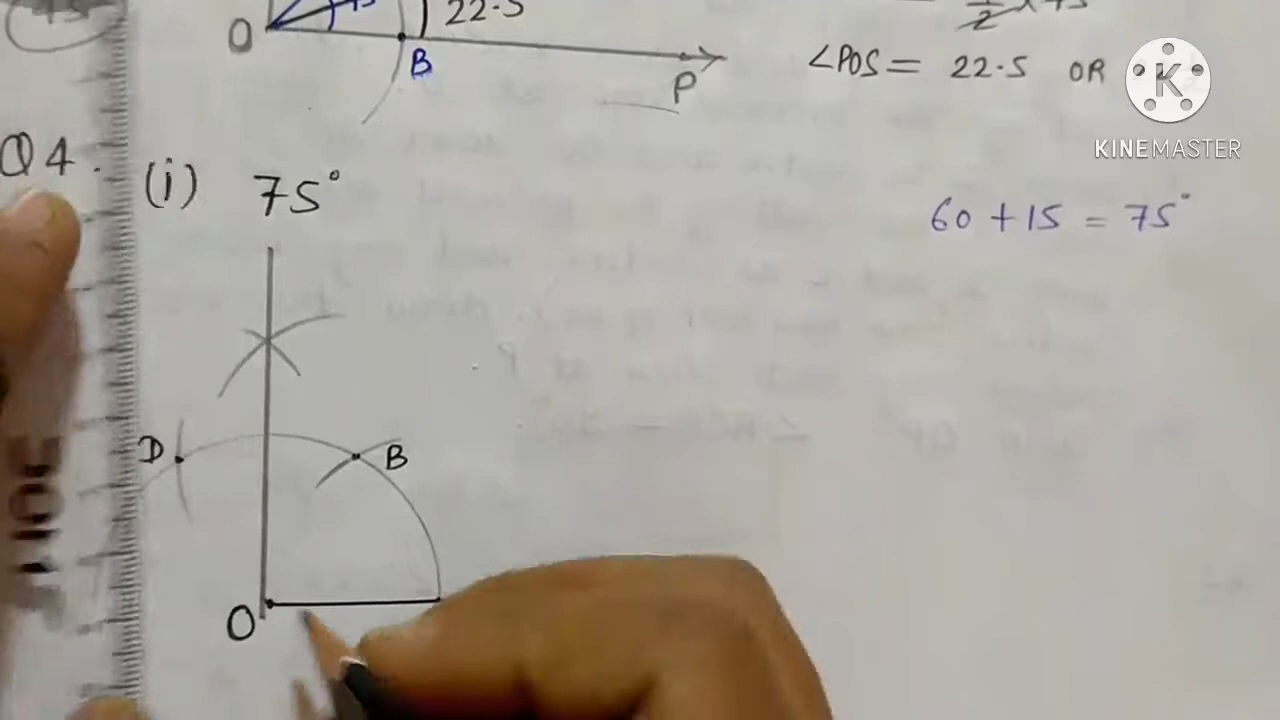 O
22.5
B
P
∠POS = 22.5 OR
K
KINEMASTER
Q4. (i) 75°
60 + 15 = 75°
D
B
O